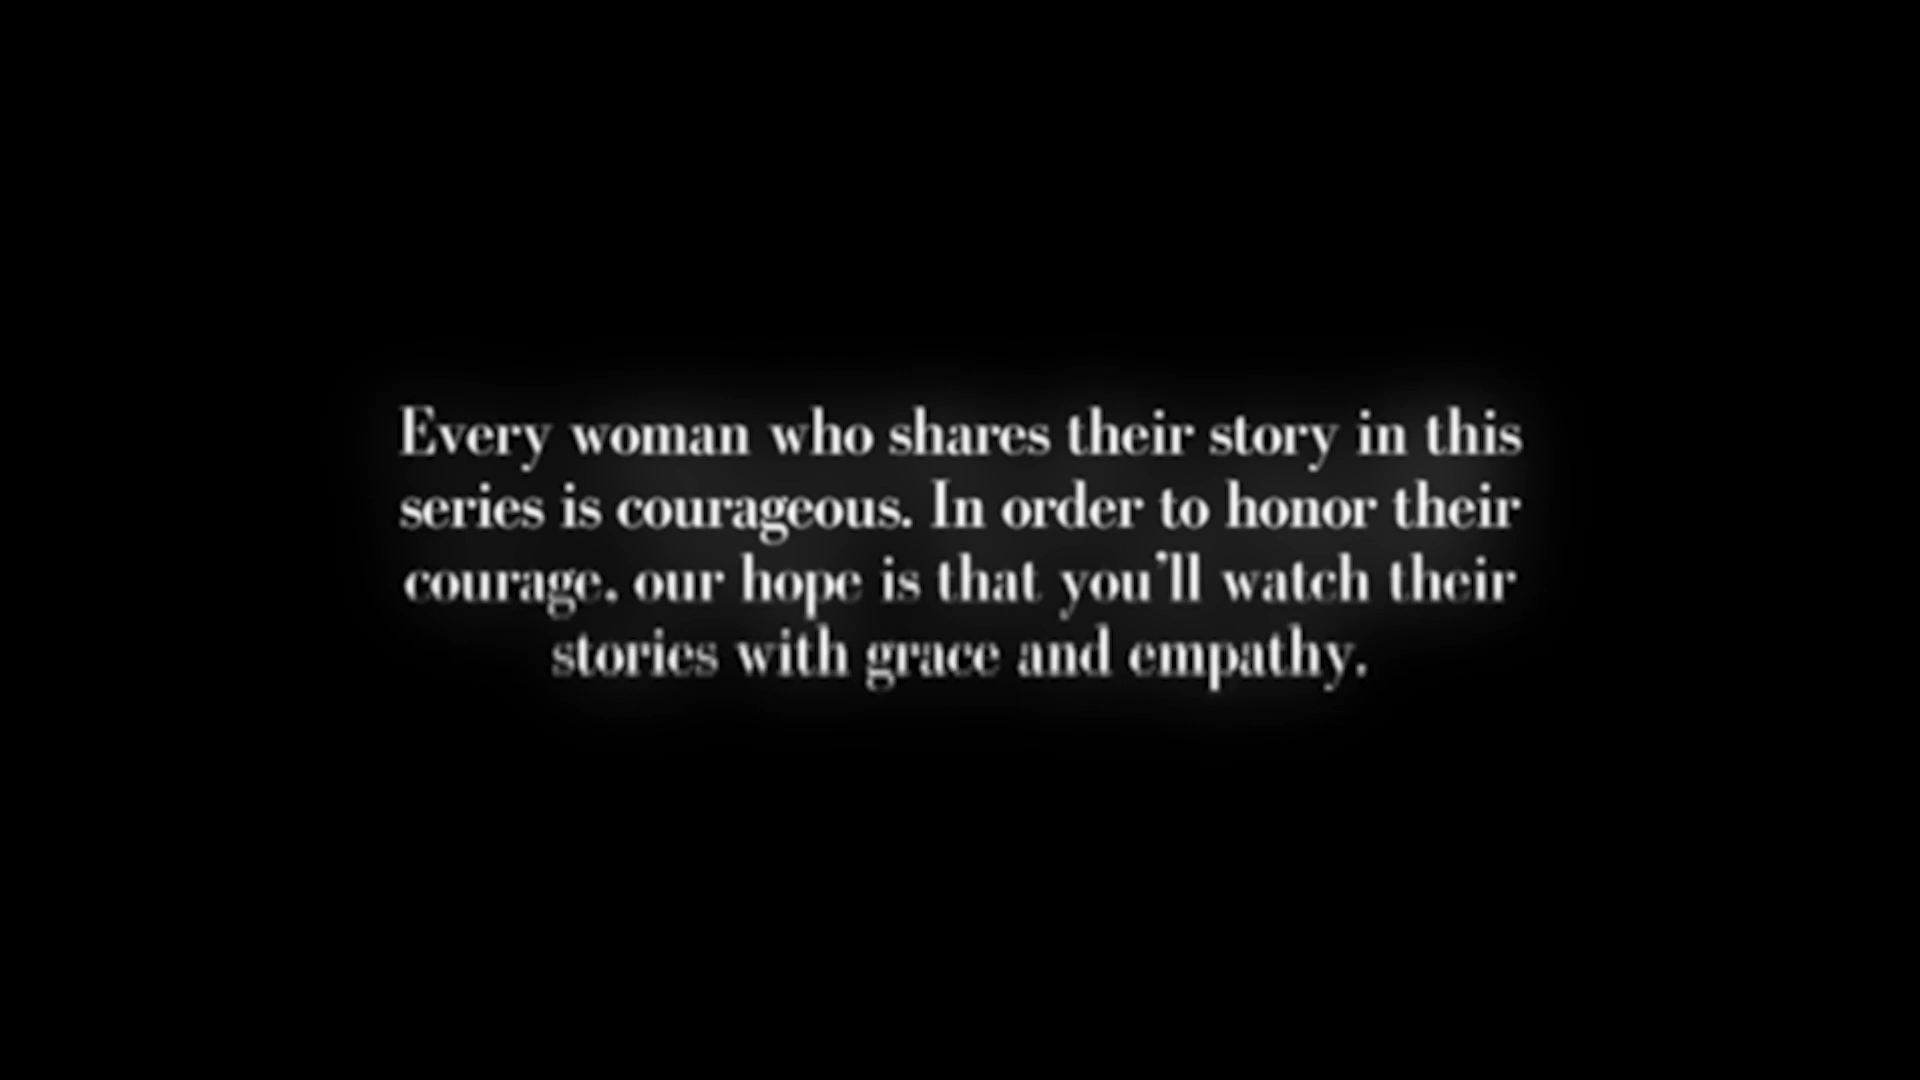 Every woman who shares their story in this
series is courageous. In order to honor their
courage. our hope is that you'll watch their
stories with grace and empathy.